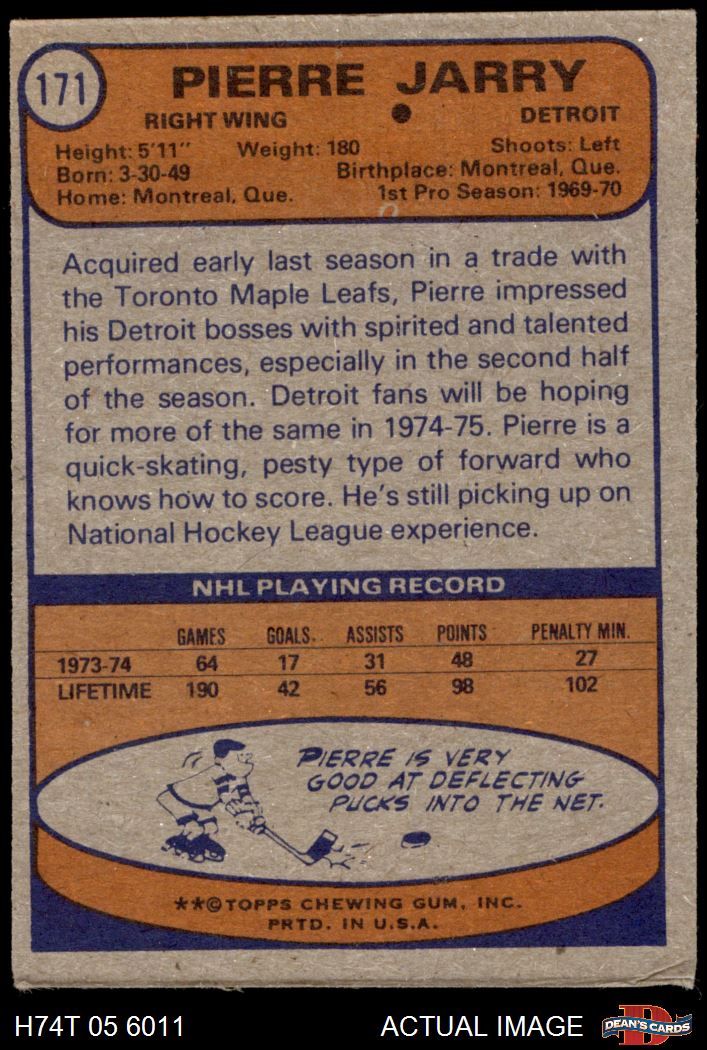 171
PIERRE JARRY
RIGHT WING • DETROIT
Height: 5'11" Weight: 180 Shoots: Left
Born: 3-30-49 Birthplace: Montreal, Que.
Home: Montreal, Que. 1st Pro Season: 1969-70
Acquired early last season in a trade with
the Toronto Maple Leafs, Pierre impressed
his Detroit bosses with spirited and talented
performances, especially in the second half
of the season. Detroit fans will be hoping
for more of the same in 1974-75. Pierre is a
quick-skating, pesty type of forward who
knows how to score. He's still picking up on
National Hockey League experience.
NHL PLAYING RECORD
GAMES GOALS ASSISTS POINTS PENALTY MIN.
1973-74 64 17 31 48 27
LIFETIME 190 42 56 98 102
PIERRE IS VERY
GOOD AT DEFLECTING
PUCKS INTO THE NET.
**©TOPPS CHEWING GUM, INC.
PRTD. IN U.S.A.
H74T 05 6011 ACTUAL IMAGE
D
DEAN'S CARDS